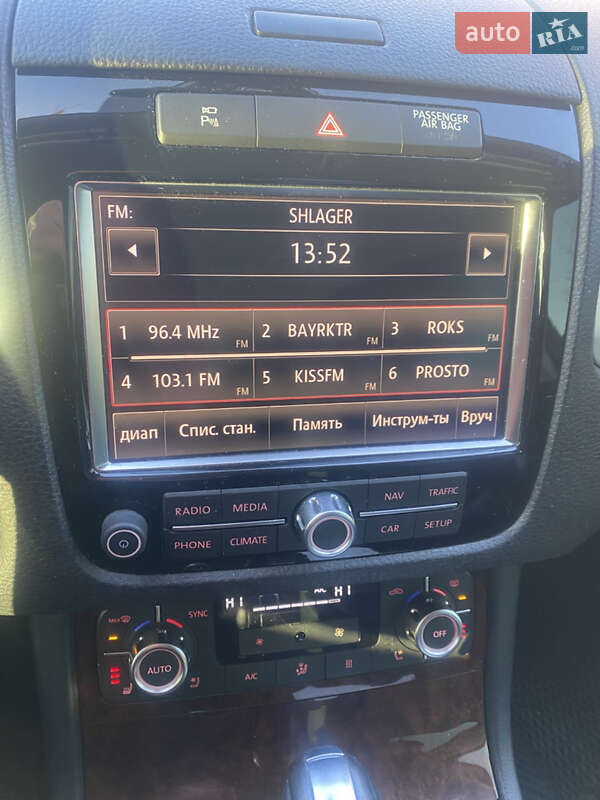 auto RIA .com
PASSENGER
AIR BAG
FM: SHLAGER
13:52
1 96.4 MHz FM 2 BAYRKTR FM 3 ROKS FM
4 103.1 FM FM 5 KISSFM FM 6 PROSTO FM
диап Спис. стан. Память Инструм-ты Вруч
RADIO MEDIA NAV TRAFFIC
PHONE CLIMATE CAR SETUP
A/C
HI HI
MAX SYNC
AUTO OFF
A/C